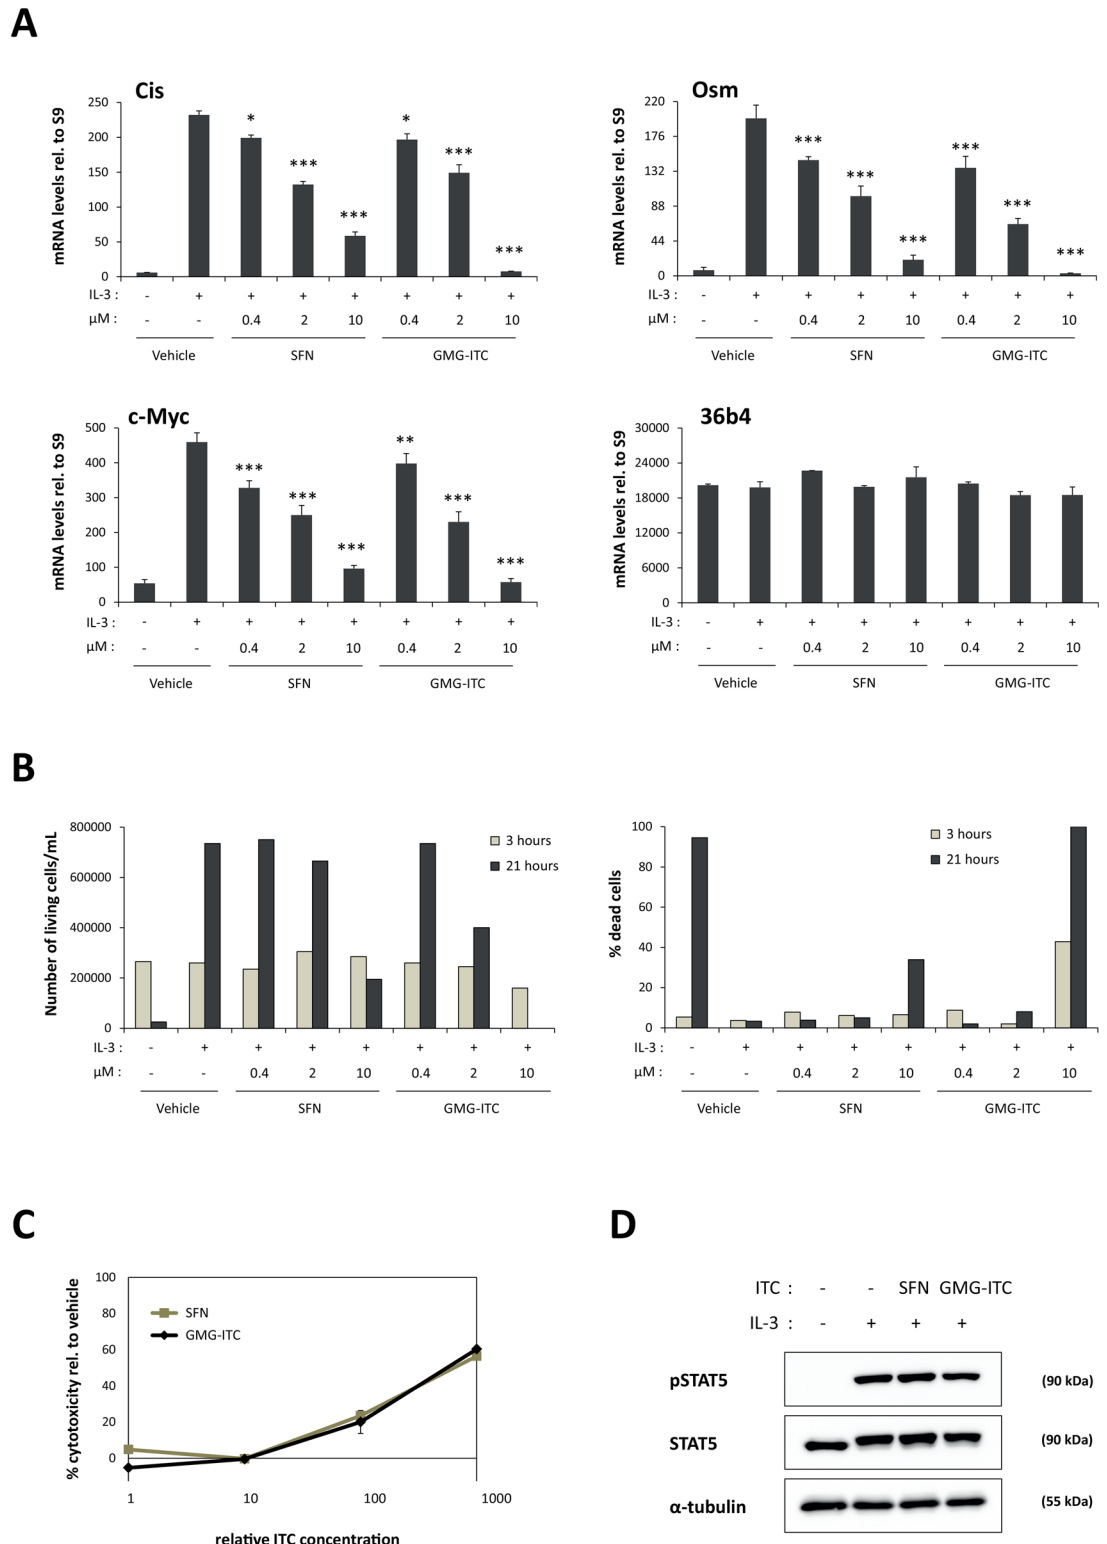 A
Cis
mRNA levels rel. to S9
250
200
150
100
50
0
* *** *** * *** ***
IL-3 : - + + + + + + +
µM : - - 0.4 2 10 0.4 2 10
Vehicle SFN GMG-ITC
Osm
mRNA levels rel. to S9
220
176
132
88
44
0
*** *** *** *** *** ***
IL-3 : - + + + + + + +
µM : - - 0.4 2 10 0.4 2 10
Vehicle SFN GMG-ITC
c-Myc
mRNA levels rel. to S9
500
400
300
200
100
0
*** *** *** ** *** ***
IL-3 : - + + + + + + +
µM : - - 0.4 2 10 0.4 2 10
Vehicle SFN GMG-ITC
36b4
mRNA levels rel. to S9
30000
24000
18000
12000
6000
0
IL-3 : - + + + + + + +
µM : - - 0.4 2 10 0.4 2 10
Vehicle SFN GMG-ITC
B
Number of living cells/mL
800000
600000
400000
200000
0
3 hours
21 hours
IL-3 : - + + + + + + +
µM : - - 0.4 2 10 0.4 2 10
Vehicle SFN GMG-ITC
% dead cells
100
80
60
40
20
0
3 hours
21 hours
IL-3 : - + + + + + + +
µM : - - 0.4 2 10 0.4 2 10
Vehicle SFN GMG-ITC
C
% cytotoxicity rel. to vehicle
100
80
60
40
20
0
SFN
GMG-ITC
1 10 100 1000
relative ITC concentration
D
ITC : - - SFN GMG-ITC
IL-3 : - + + +
pSTAT5 (90 kDa)
STAT5 (90 kDa)
α-tubulin (55 kDa)